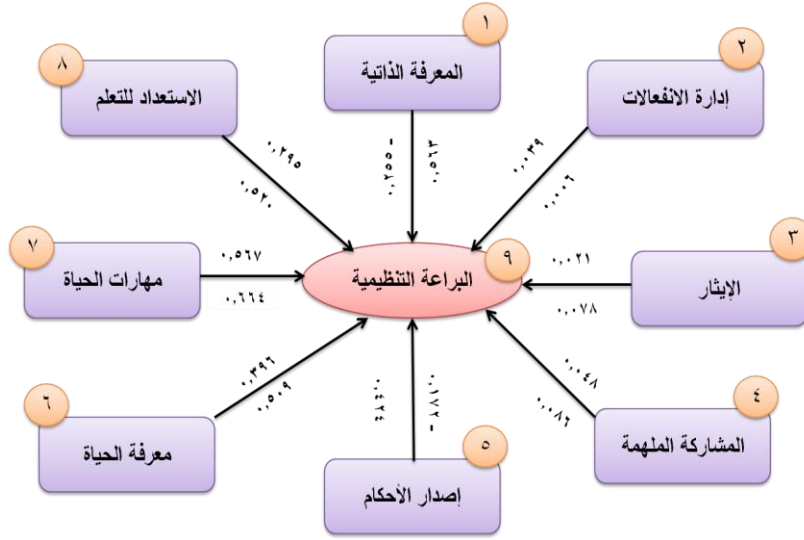 ١
المعرفة الذاتية
٠,٢٥٥ -
٠,٥٦٣
٢
إدارة الانفعالات
٠,٠٣٩
٠,٠٠٦
٣
الإيثار
٠,٠٢١
٠,٠٧٨
٤
المشاركة الملهمة
٠,٠٤٨
٠,٠٨٦
٥
إصدار الأحكام
٠,١٧٢ -
٠,٤٢٤
٦
معرفة الحياة
٠,٣٩٦
٠,٥٠٩
٧
مهارات الحياة
٠,٥٦٧
٠,٦٦٤
٨
الاستعداد للتعلم
٠,٢٩٥
٠,٥٢٠
٩
البراعة التنظيمية